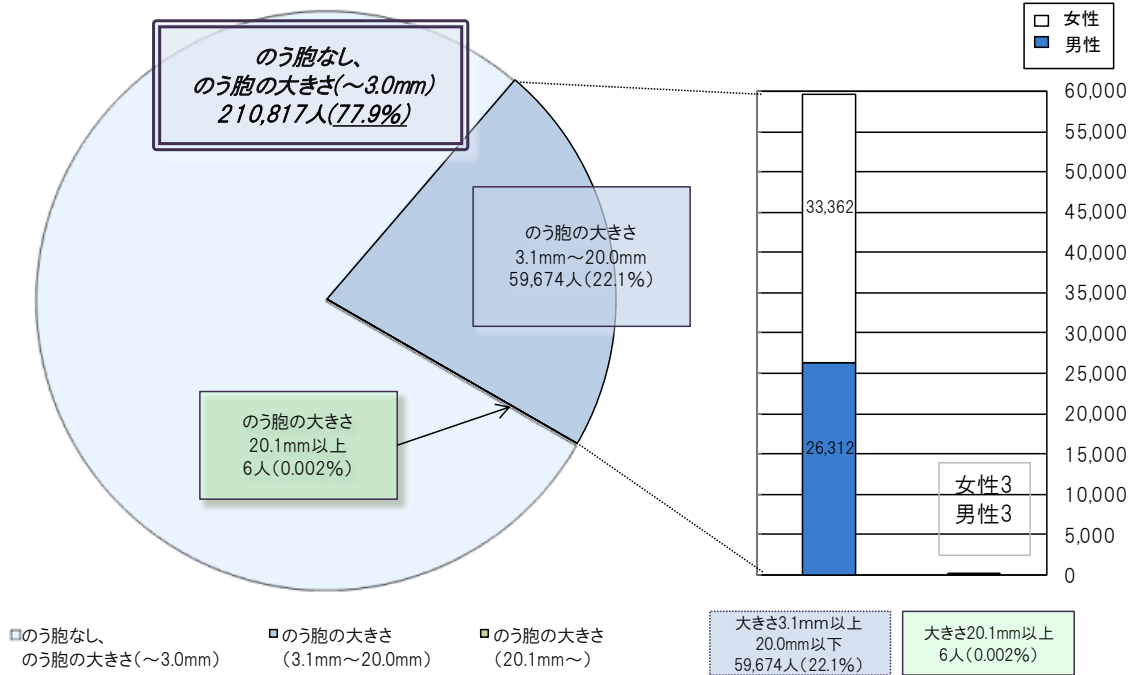 のう胞なし、
のう胞の大きさ(～3.0mm)
210,817人(77.9%)
のう胞の大きさ
3.1mm～20.0mm
59,674人(22.1%)
のう胞の大きさ
20.1mm以上
6人(0.002%)
女性
男性
60,000
55,000
50,000
45,000
40,000
35,000
30,000
25,000
20,000
15,000
10,000
5,000
0
33,362
26,312
女性3
男性3
のう胞なし、
のう胞の大きさ(～3.0mm)
のう胞の大きさ
(3.1mm～20.0mm)
のう胞の大きさ
(20.1mm～)
大きさ3.1mm以上
20.0mm以下
59,674人(22.1%)
大きさ20.1mm以上
6人(0.002%)